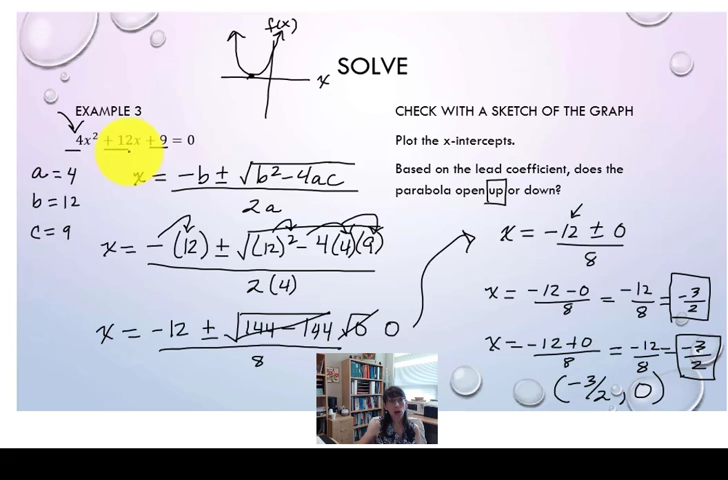 f(x)
x
SOLVE
EXAMPLE 3
4x² + 12x + 9 = 0
a = 4
b = 12
c = 9
x = (-b ± √(b² - 4ac)) / 2a
x = (-(12) ± √((12)² - 4(4)(9))) / 2(4)
x = (-12 ± √(144 - 144) √0 0) / 8
CHECK WITH A SKETCH OF THE GRAPH
Plot the x-intercepts.
Based on the lead coefficient, does the
parabola open up or down?
x = (-12 ± 0) / 8
x = (-12 - 0) / 8 = -12 / 8 = -3/2
x = (-12 + 0) / 8 = -12 / 8 = -3/2
(-3/2, 0)